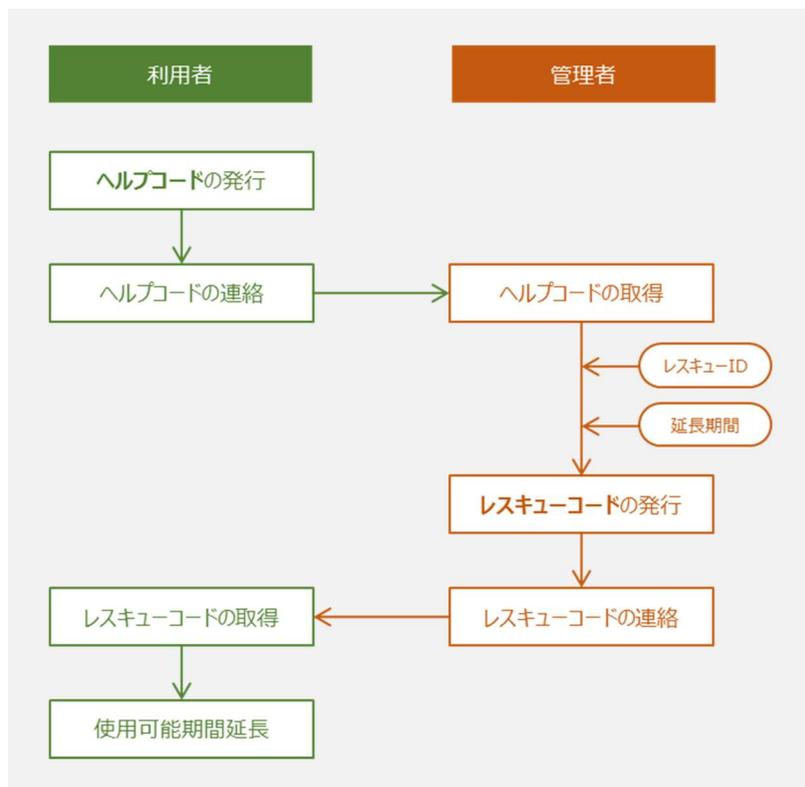 利用者
管理者
ヘルプコードの発行
ヘルプコードの連絡
ヘルプコードの取得
レスキューID
延長期間
レスキューコードの発行
レスキューコードの取得
レスキューコードの連絡
使用可能期間延長